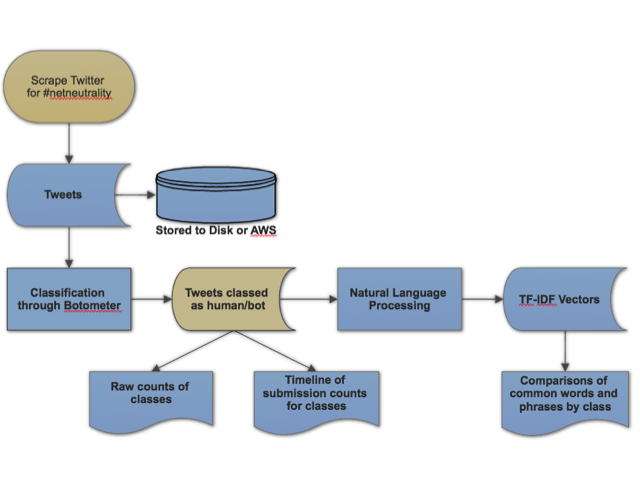 Scrape Twitter
for #netneutrality
Tweets
Stored to Disk or AWS
Classification
through Botometer
Tweets classed
as human/bot
Natural Language
Processing
TF-IDF Vectors
Raw counts of
classes
Timeline of
submission counts
for classes
Comparisons of
common words and
phrases by class